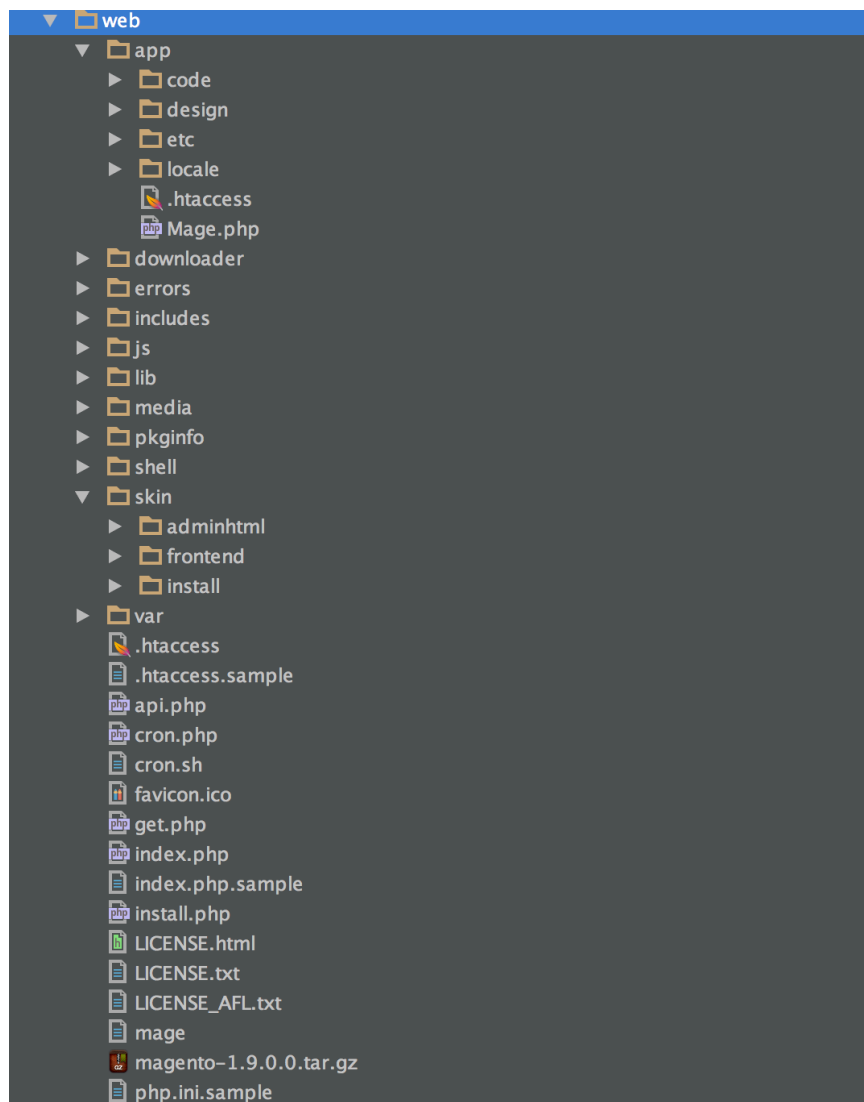 web
app
code
design
etc
locale
.htaccess
Mage.php
downloader
errors
includes
js
lib
media
pkginfo
shell
skin
adminhtml
frontend
install
var
.htaccess
.htaccess.sample
api.php
cron.php
cron.sh
favicon.ico
get.php
index.php
index.php.sample
install.php
LICENSE.html
LICENSE.txt
LICENSE_AFL.txt
mage
magento-1.9.0.0.tar.gz
php.ini.sample